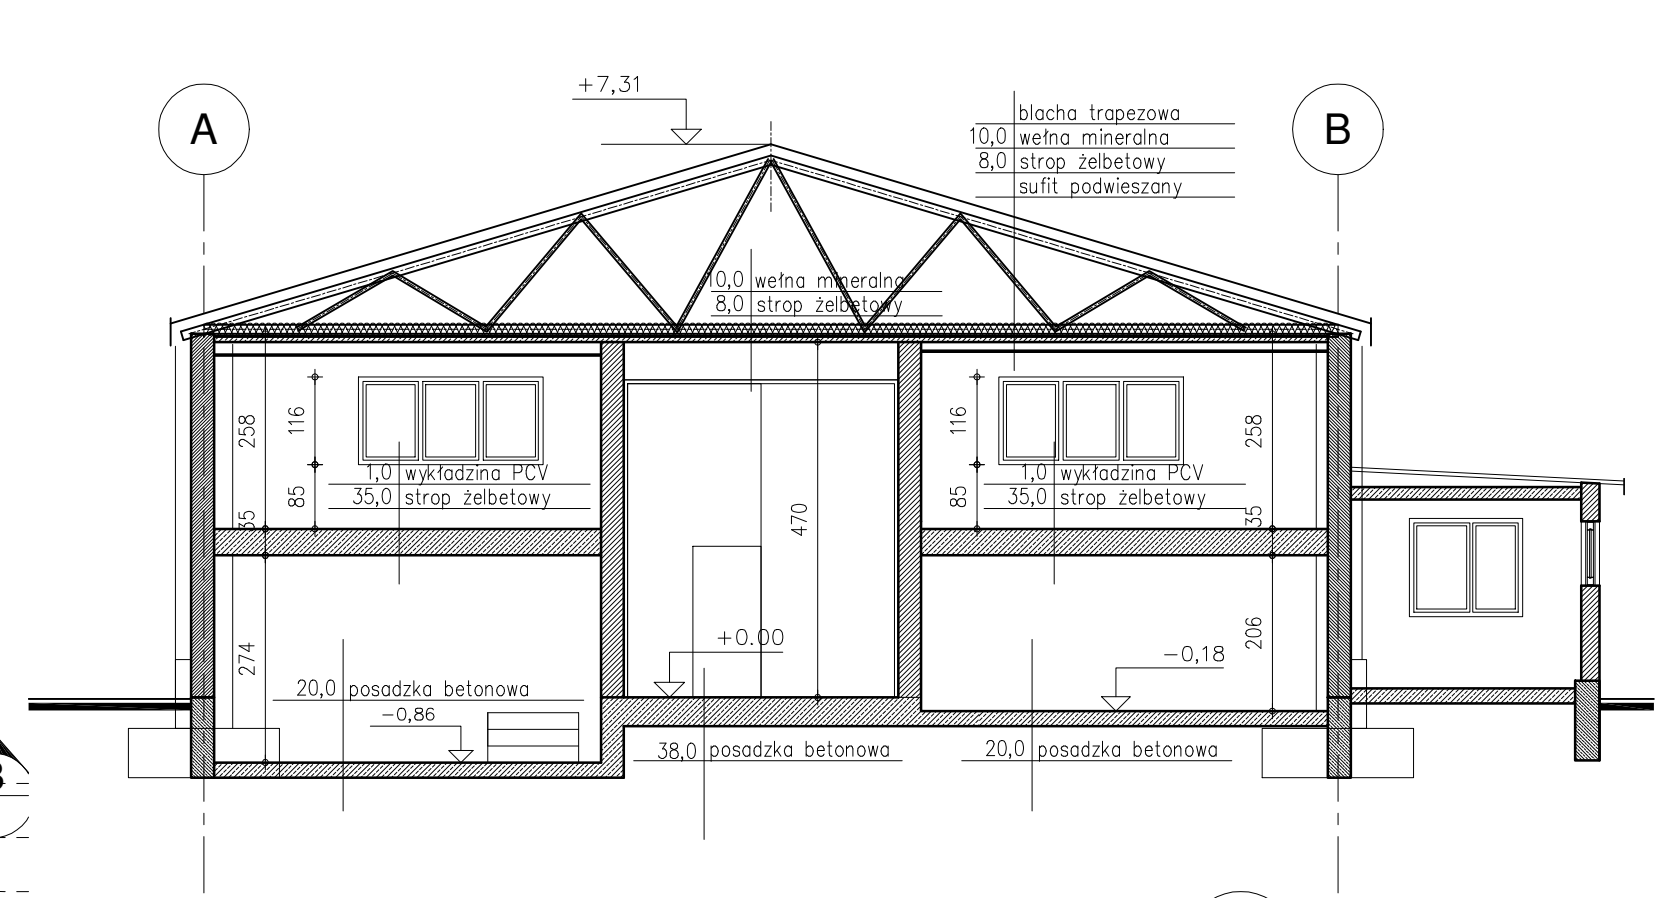 +7,31
A
B
blacha trapezowa
10,0 wełna mineralna
8,0 strop żelbetowy
sufit podwieszany
10,0 wełna mineralna
8,0 strop żelbetowy
258
116
85
35
1,0 wykładzina PCV
35,0 strop żelbetowy
470
116
85
258
35
1,0 wykładzina PCV
35,0 strop żelbetowy
274
+0.00
206
-0,18
20,0 posadzka betonowa
-0,86
38,0 posadzka betonowa
20,0 posadzka betonowa